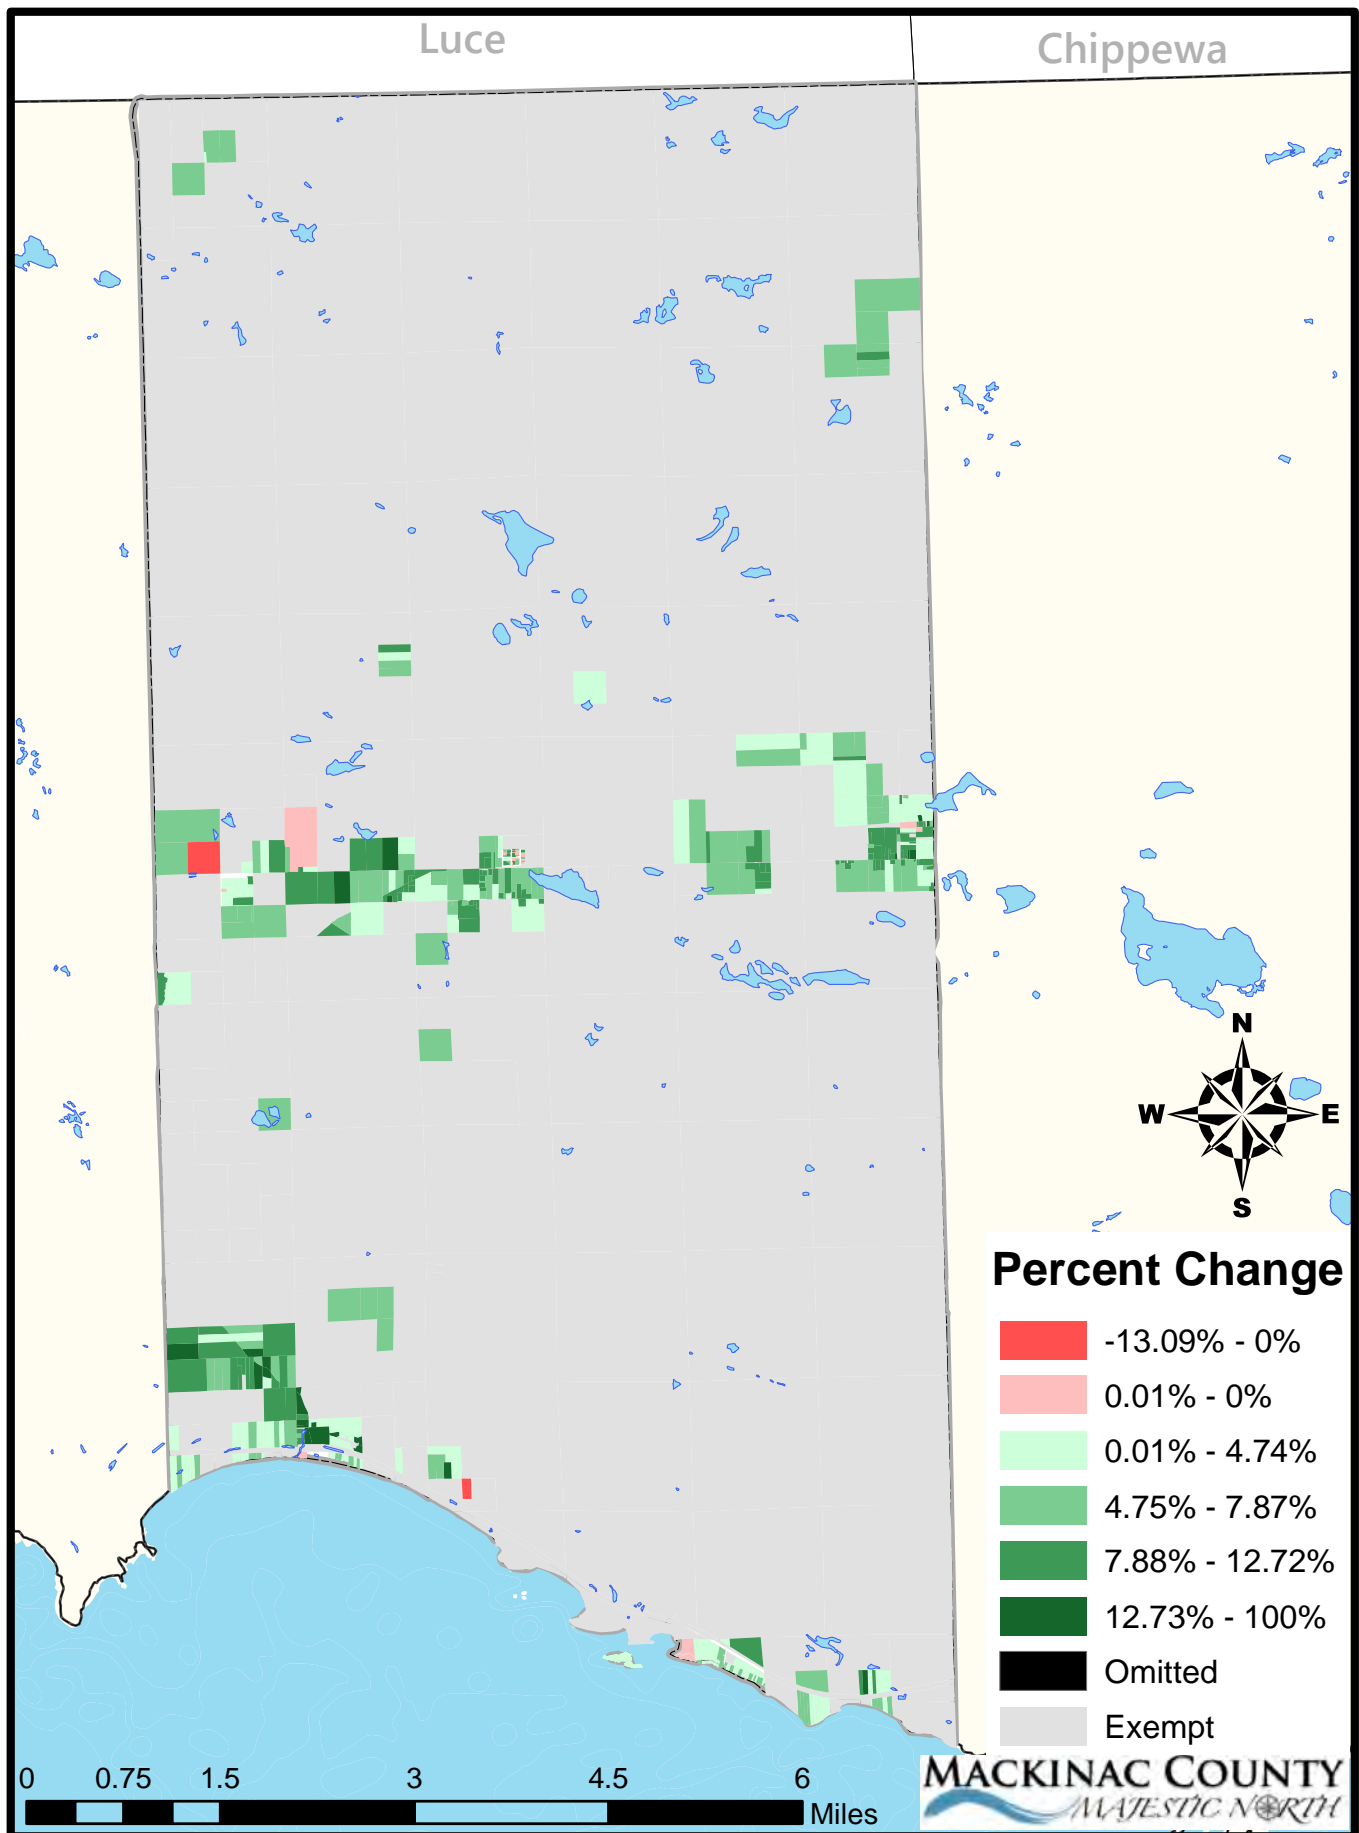 Luce
Chippewa
N
W E
S
Percent Change
-13.09% - 0%
0.01% - 0%
0.01% - 4.74%
4.75% - 7.87%
7.88% - 12.72%
12.73% - 100%
Omitted
Exempt
0 0.75 1.5 3 4.5 6
Miles
MACKINAC COUNTY
MAJESTIC NORTH